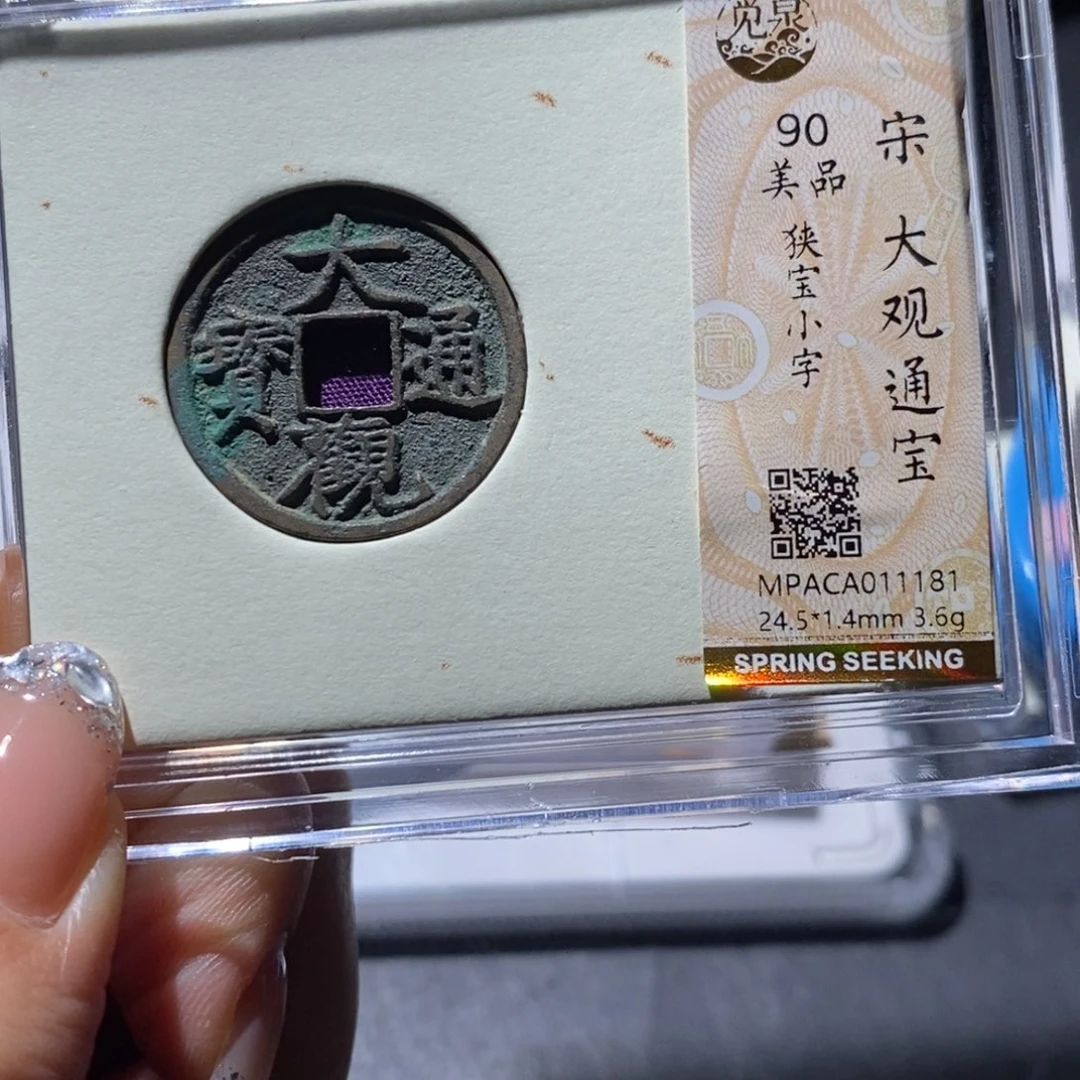 觉泉
宋 大观通宝
90
美品
狭宝小字
MPACA011181
24.5*1.4mm 3.6g
SPRING SEEKING
大觀通寶